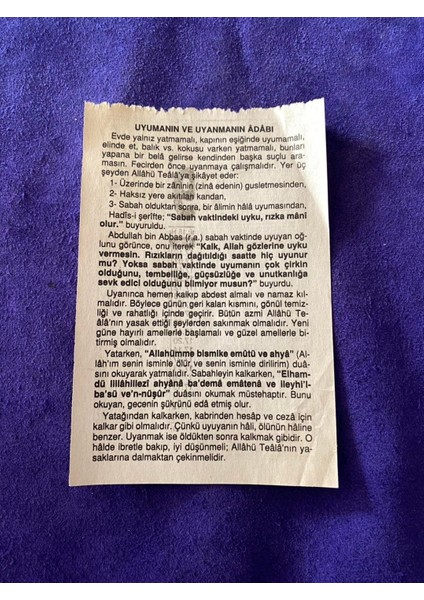 UYUMANIN VE UYANMANIN ÂDÂBI
Evde yalnız yatmamalı, kapının eşiğinde uyumamalı,
elinde et, balık vs. kokusu varken yatmamalı, bunları
yapana bir belâ gelirse kendinden başka suçlu ara-
masın. Fecirden önce uyanmaya çalışmalıdır. Yer üç
şeyden Allâhü Teâlâ'ya şikâyet eder:
1- Üzerinde bir zâninin (zinâ edenin) gusletmesinden,
2- Haksız yere akıtılan kandan,
3- Sabah olduktan sonra, bir âlimin hâlâ uyumasından,
Hadîs-i şerîfte; "Sabah vaktindeki uyku, rızka mâni
olur." buyuruldu.
Abdullah bin Abbas (r.a.) sabah vaktinde uyuyan oğ-
lunu görünce, onu iterek "Kalk, Allah gözlerine uyku
vermesin. Rızıkların dağıtıldığı saatte hiç uyunur
mu? Yoksa sabah vaktinde uyumanın çok çirkin
olduğunu, tembelliğe, güçsüzlüğe ve unutkanlığa
sevk edici olduğunu bilmiyor musun?" buyurdu.
Uyanınca hemen kalkıp abdest almalı ve namaz kıl-
malıdır. Böylece günün geri kalan kısmını, gönül temiz-
liği ve rahatlığı içinde geçirir. Bütün azmi Allâhü Te-
âlâ'nın yasak ettiği şeylerden sakınmak olmalıdır. Yeni
güne hayırlı amellerle başlamalı ve güzel amellerle bi-
tirmiş olmalıdır.
Yatarken, "Allahümme bismike emûtü ve ahya" (Al-
lâh'ım senin isminle ölür ve senin isminle dirilirim) duâ-
sını okuyarak yatmalıdır. Sabahleyin kalkarken, "Elham-
dü lillâhillezî ahyânâ ba'demâ emâtenâ ve ileyhi'l-
ba'sü ve'n-nüşûr" duâsını okumak müstehaptır. Bunu
okuyan, gecenin şükrünü edâ etmiş olur.
Yatağından kalkarken, kabrinden hesâp ve cezâ için
kalkar gibi olmalıdır. Çünkü uyuyanın hâli, ölünün hâline
benzer. Uyanmak ise öldükten sonra kalkmak gibidir. O
hâlde ibretle bakıp, iyi düşünmeli; Allâhü Teâlâ'nın ya-
saklarına dalmaktan çekinmelidir.